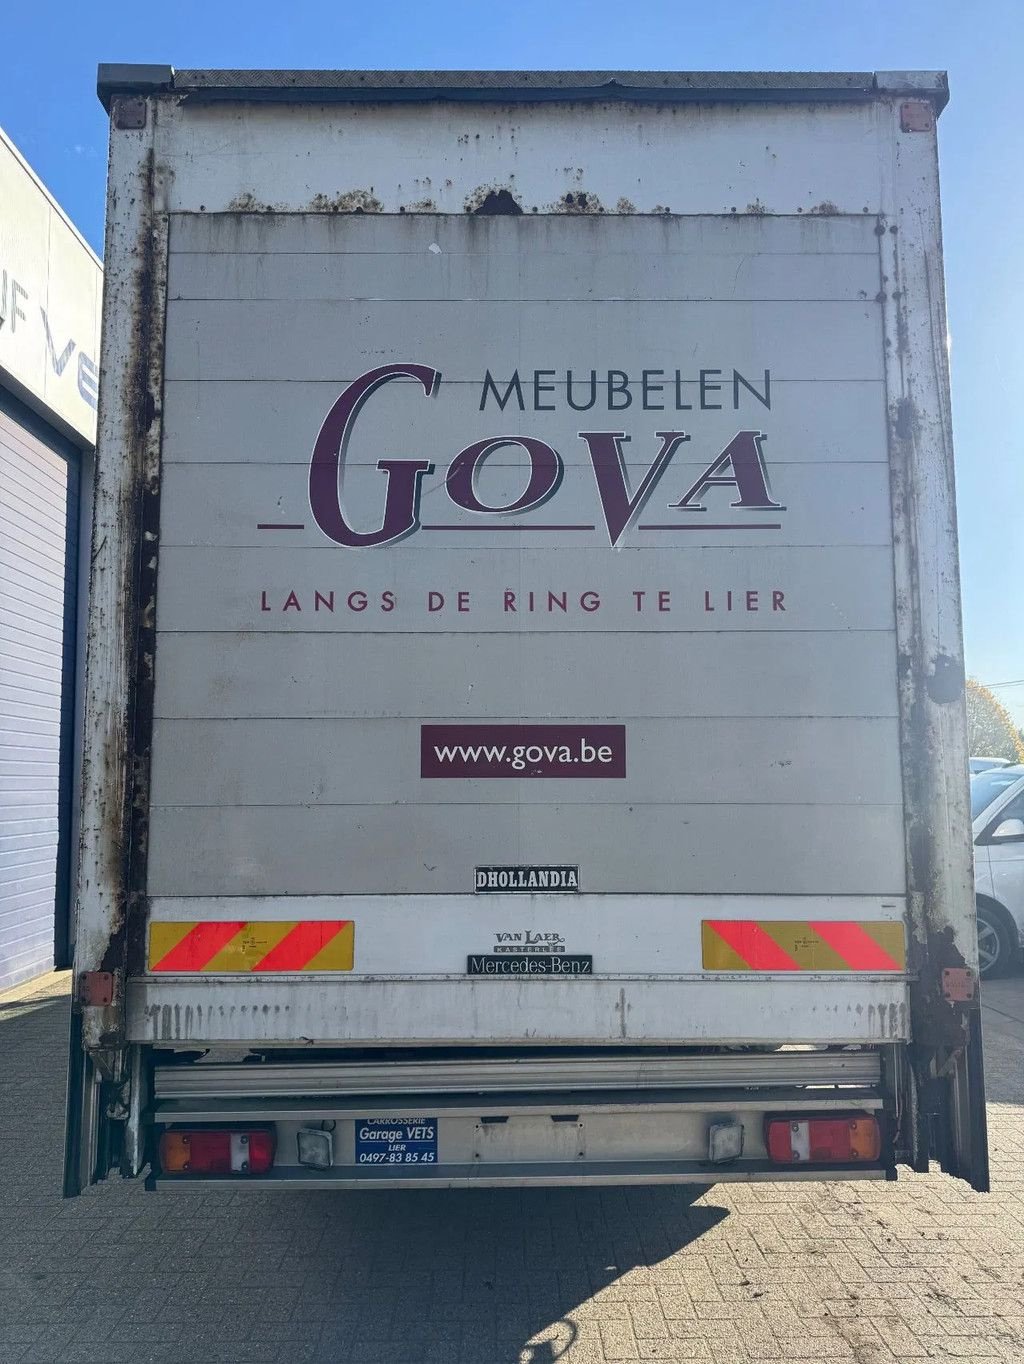 MEUBELEN
GOVA
LANGS DE RING TE LIER
www.gova.be
DHOLLANDIA
VAN LAER
KASTERLEE
Mercedes-Benz
CARROSSERIE
Garage VETS
LIER
0497-83 85 45